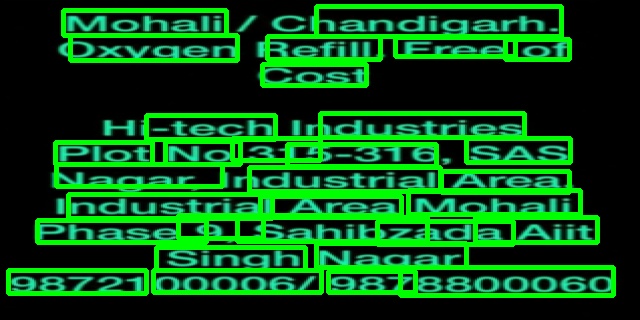 Mohali / Chandigarh.
Oxygen Refill, Free of
Cost
Hi-tech Industries
Plot No 315-316, SAS
Nagar, Industrial Area,
Industrial Area Mohali
Phase 9, Sahibzada Ajit
Singh Nagar
9872100006/ 9878800060